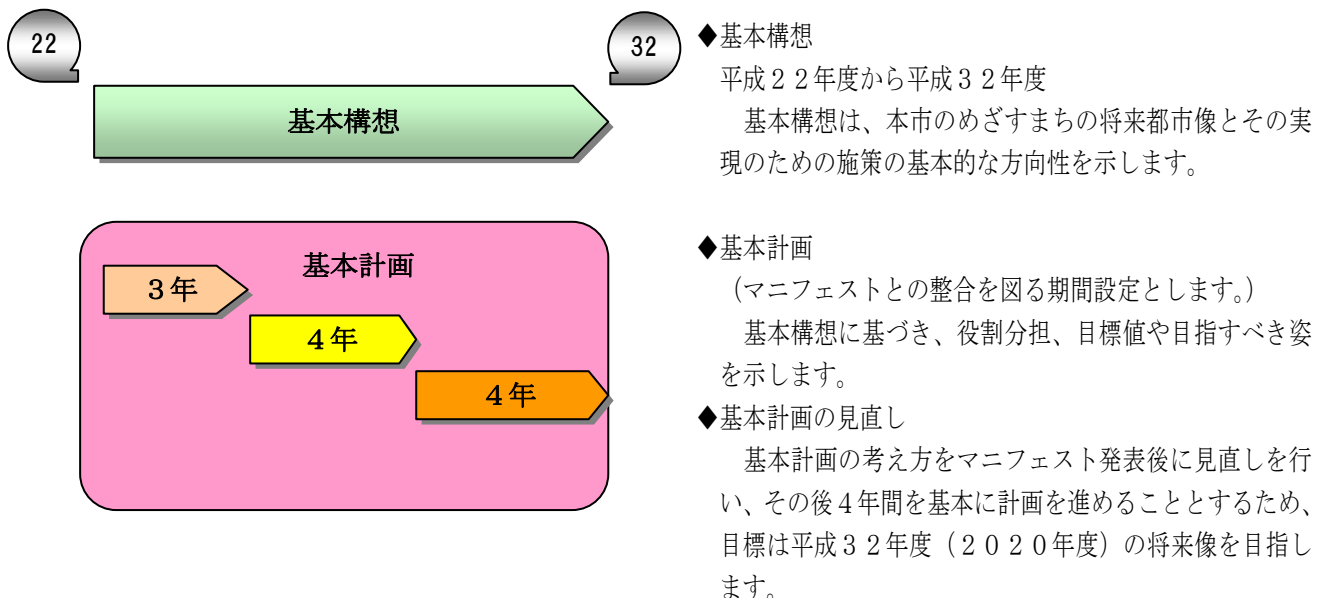 22
32
基本構想
基本計画
3年
4年
4年
◆基本構想
平成２２年度から平成３２年度
基本構想は、本市のめざすまちの将来都市像とその実
現のための施策の基本的な方向性を示します。
◆基本計画
（マニフェストとの整合を図る期間設定とします。）
基本構想に基づき、役割分担、目標値や目指すべき姿
を示します。
◆基本計画の見直し
基本計画の考え方をマニフェスト発表後に見直しを行
い、その後４年間を基本に計画を進めることとするため、
目標は平成３２年度（２０２０年度）の将来像を目指し
ます。